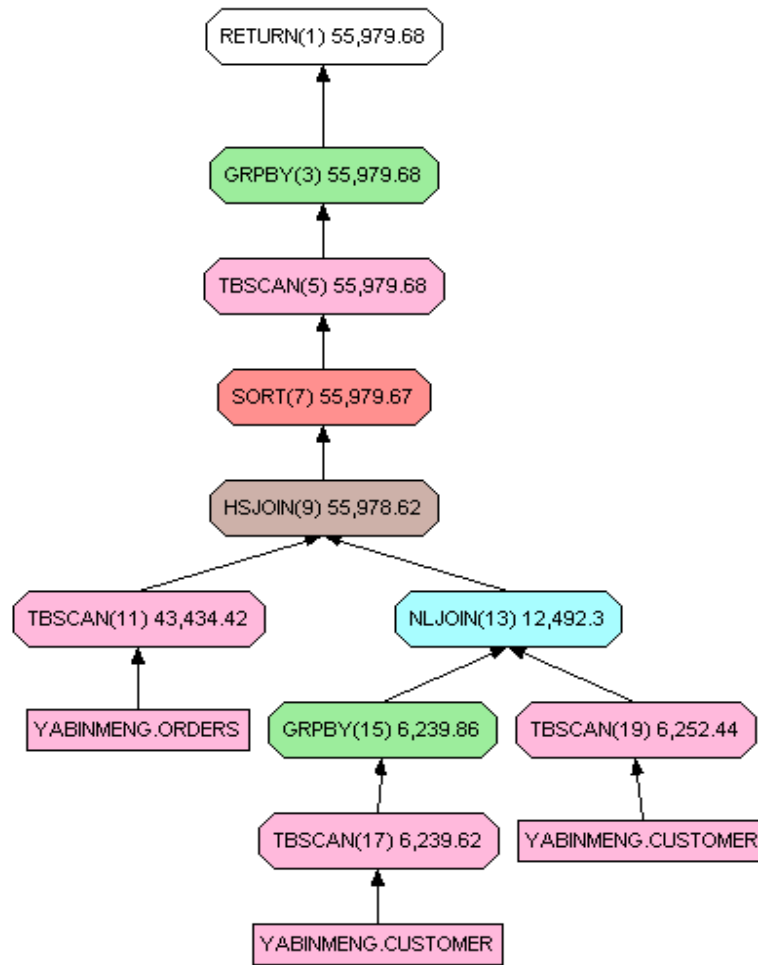 RETURN(1) 55,979.68
GRPBY(3) 55,979.68
TBSCAN(5) 55,979.68
SORT(7) 55,979.67
HSJOIN(9) 55,978.62
TBSCAN(11) 43,434.42
NLJOIN(13) 12,492.3
YABINMENG.ORDERS
GRPBY(15) 6,239.86
TBSCAN(19) 6,252.44
TBSCAN(17) 6,239.62
YABINMENG.CUSTOMER
YABINMENG.CUSTOMER